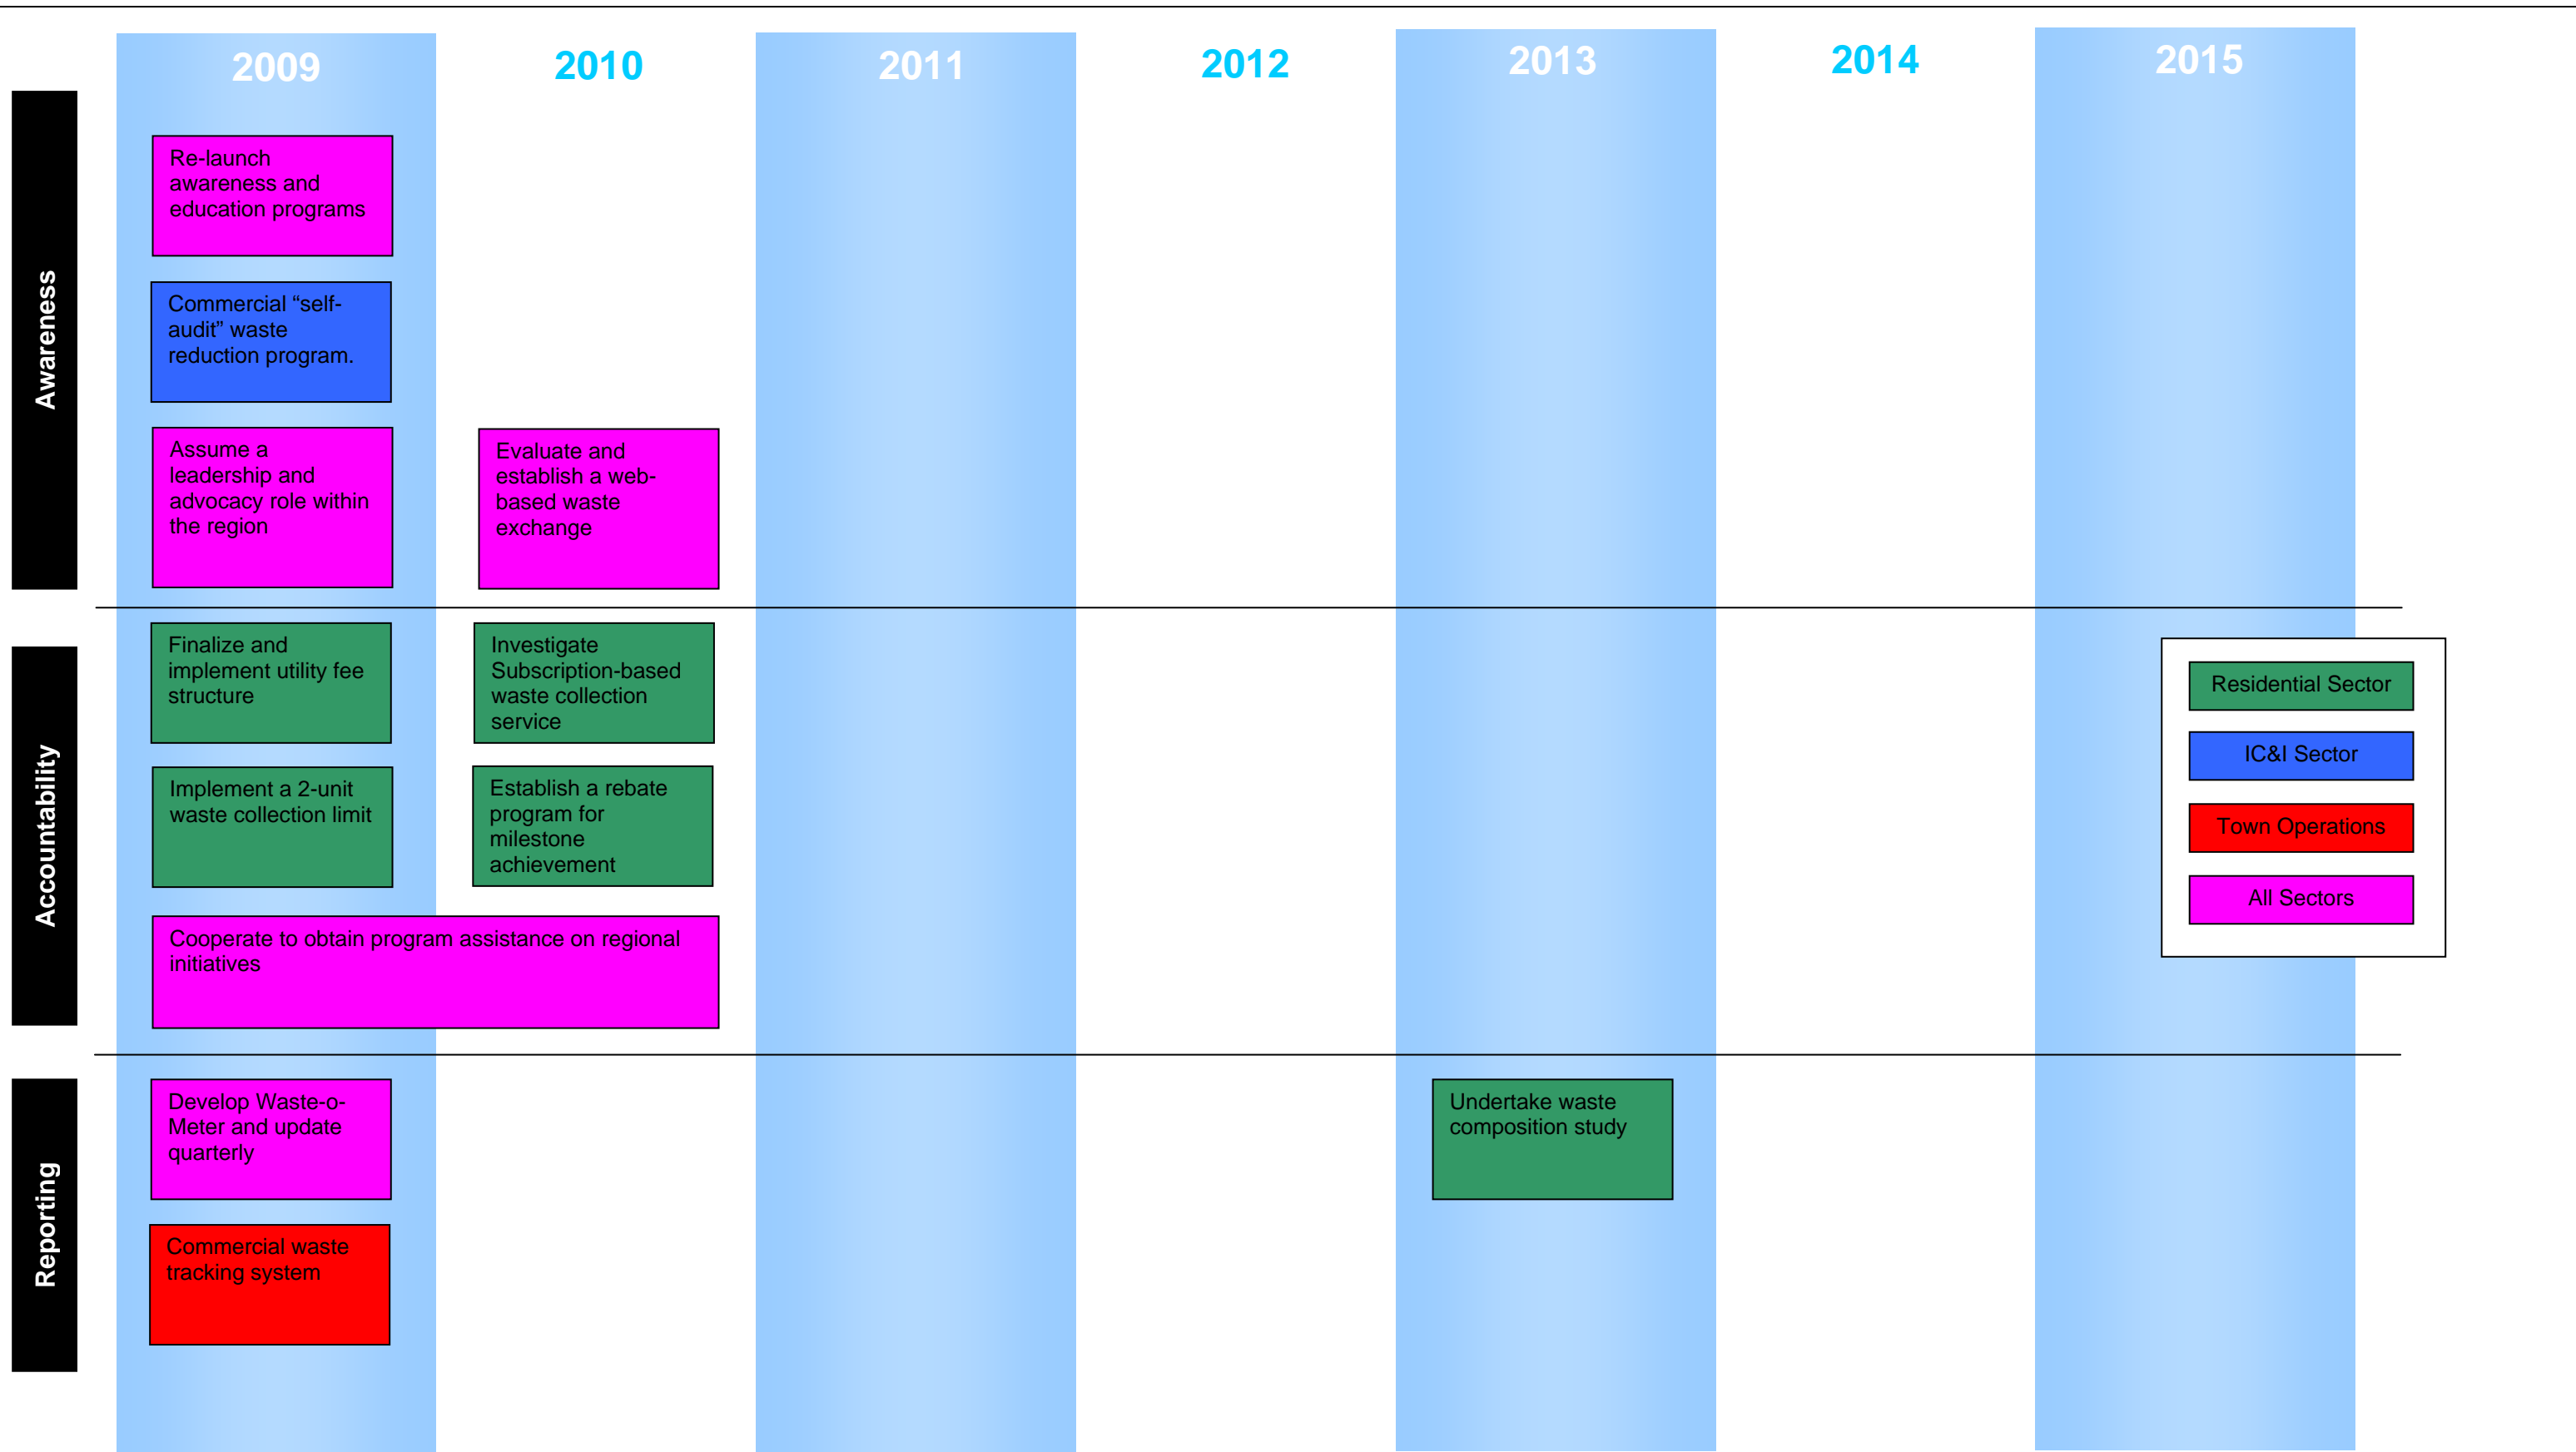 2009
2010
2011
2012
2013
2014
2015
Awareness
Re-launch
awareness and
education programs
Commercial “self-
audit” waste
reduction program.
Assume a
leadership and
advocacy role within
the region
Evaluate and
establish a web-
based waste
exchange
Accountability
Finalize and
implement utility fee
structure
Investigate
Subscription-based
waste collection
service
Implement a 2-unit
waste collection limit
Establish a rebate
program for
milestone
achievement
Cooperate to obtain program assistance on regional
initiatives
Residential Sector
IC&I Sector
Town Operations
All Sectors
Reporting
Develop Waste-o-
Meter and update
quarterly
Undertake waste
composition study
Commercial waste
tracking system